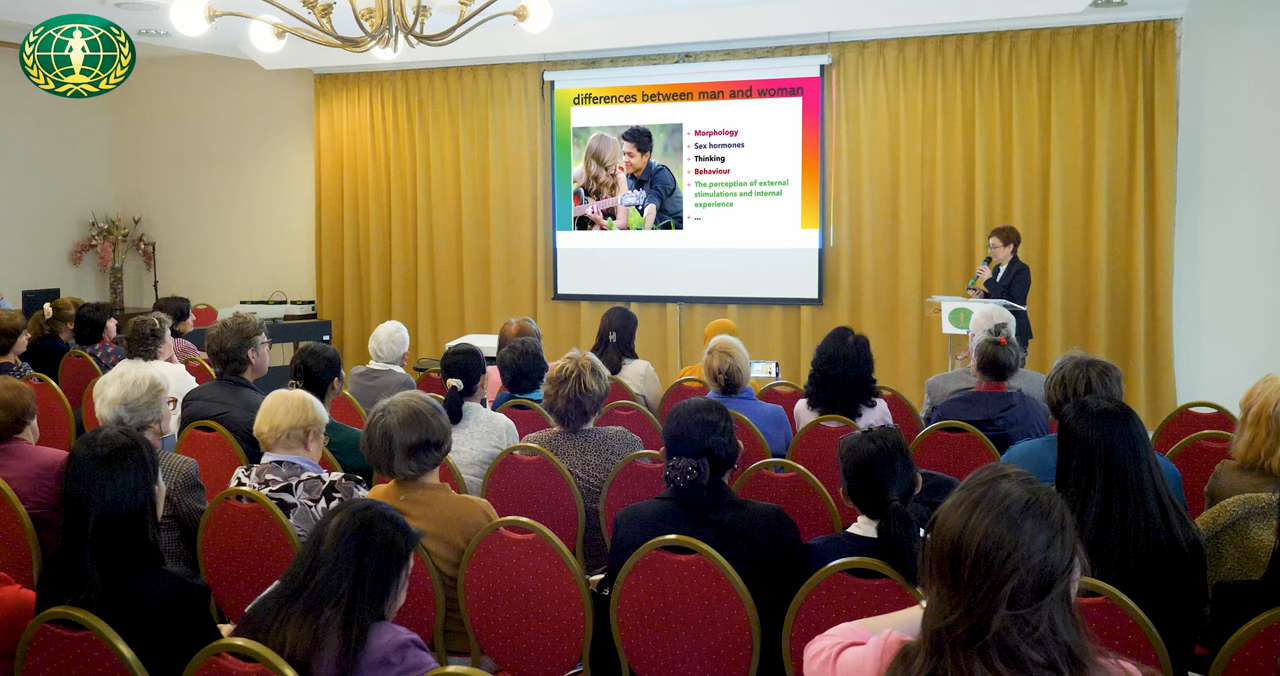 differences between man and woman
+ Morphology
+ Sex hormones
+ Thinking
+ Behaviour
+ The perception of external
stimulations and internal
experience
+ ...